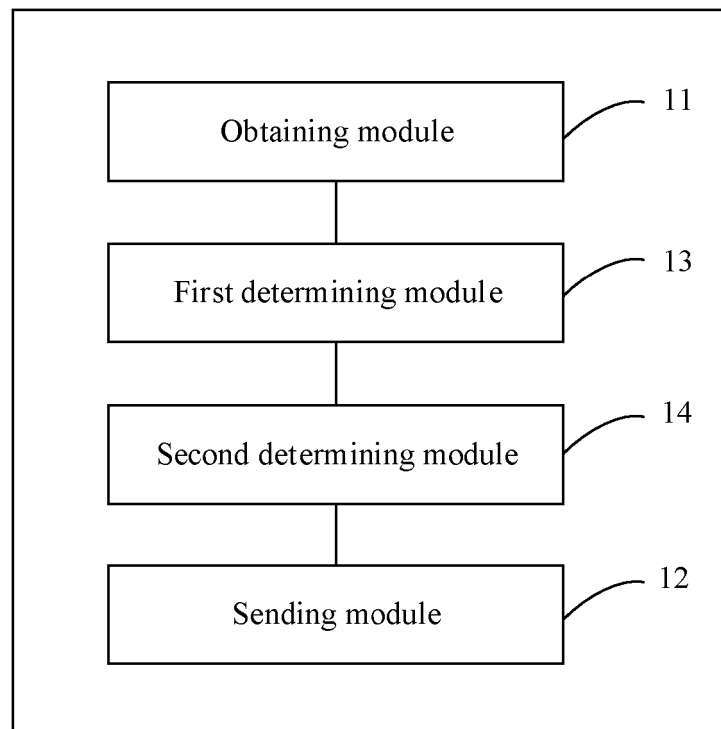 Obtaining module
11
First determining module
13
Second determining module
14
Sending module
12